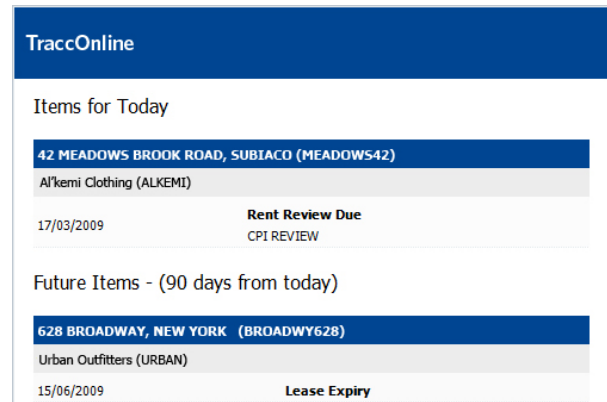 TraccOnline
Items for Today
42 MEADOWS BROOK ROAD, SUBIACO (MEADOWS42)
Al'kemi Clothing (ALKEMI)
17/03/2009 Rent Review Due
CPI REVIEW
Future Items - (90 days from today)
628 BROADWAY, NEW YORK (BROADWY628)
Urban Outfitters (URBAN)
15/06/2009 Lease Expiry